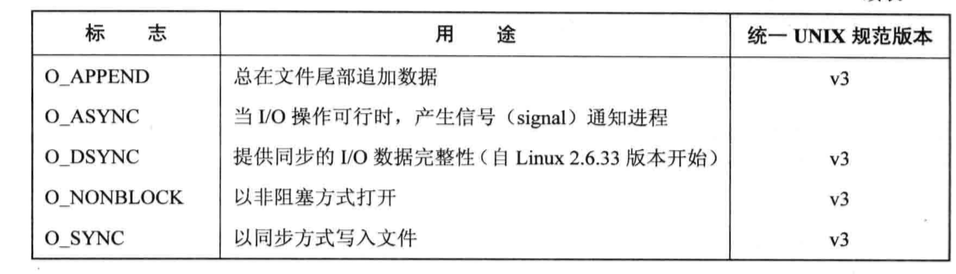 标 志 用 途 统一 UNIX 规范版本
O_APPEND 总在文件尾部追加数据 v3
O_ASYNC 当 I/O 操作可行时，产生信号（signal）通知进程
O_DSYNC 提供同步的 I/O 数据完整性（自 Linux 2.6.33 版本开始） v3
O_NONBLOCK 以非阻塞方式打开 v3
O_SYNC 以同步方式写入文件 v3